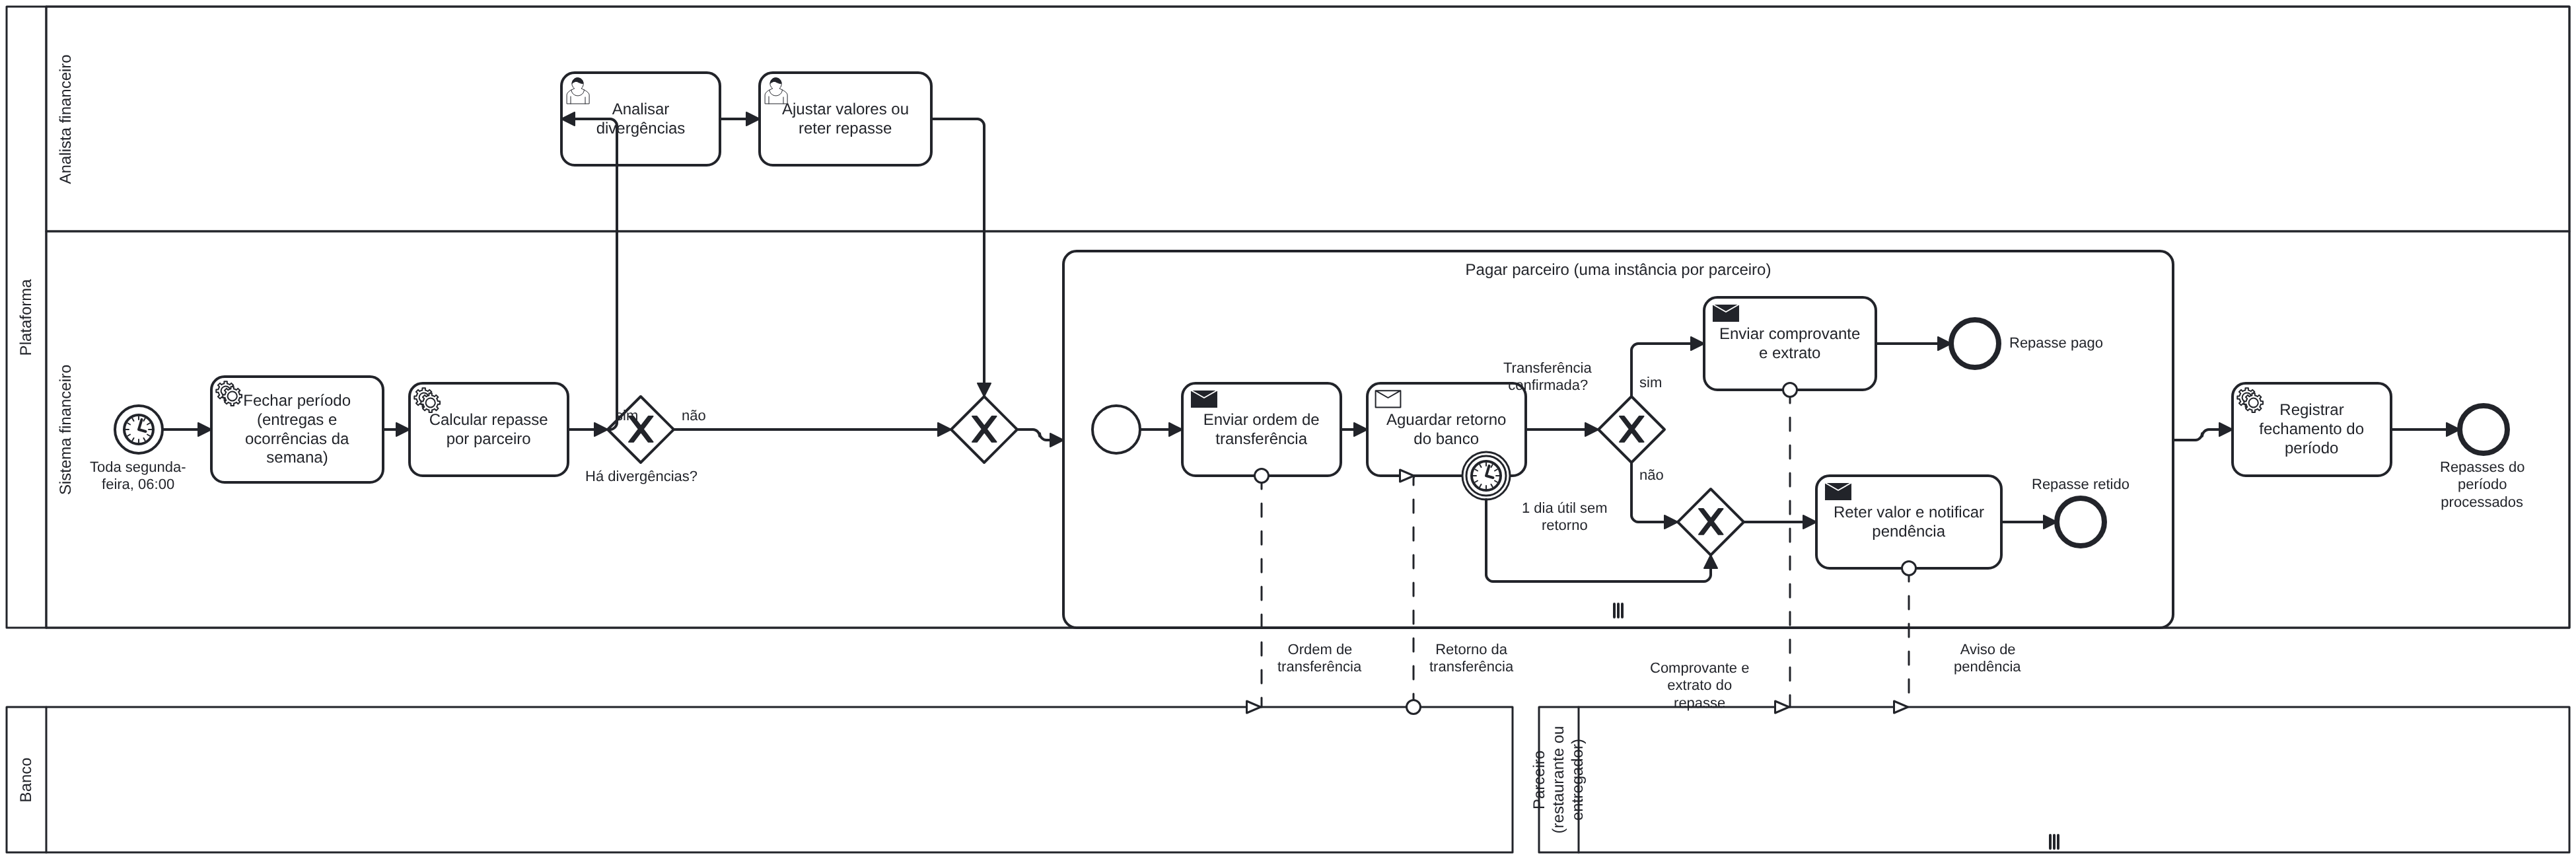 Plataforma
Analista financeiro
Analisar
divergências
Ajustar valores ou
reter repasse
Sistema financeiro
Toda segunda-
feira, 06:00
Fechar período
(entregas e
ocorrências da
semana)
Calcular repasse
por parceiro
sim
não
Há divergências?
Pagar parceiro (uma instância por parceiro)
Enviar ordem de
transferência
Aguardar retorno
do banco
1 dia útil sem
retorno
Transferência
confirmada?
sim
não
Enviar comprovante
e extrato
Repasse pago
Reter valor e notificar
pendência
Repasse retido
Registrar
fechamento do
período
Repasses do
período
processados
Ordem de
transferência
Retorno da
transferência
Comprovante e
extrato do
repasse
Aviso de
pendência
Banco
Parceiro
(restaurante ou
entregador)